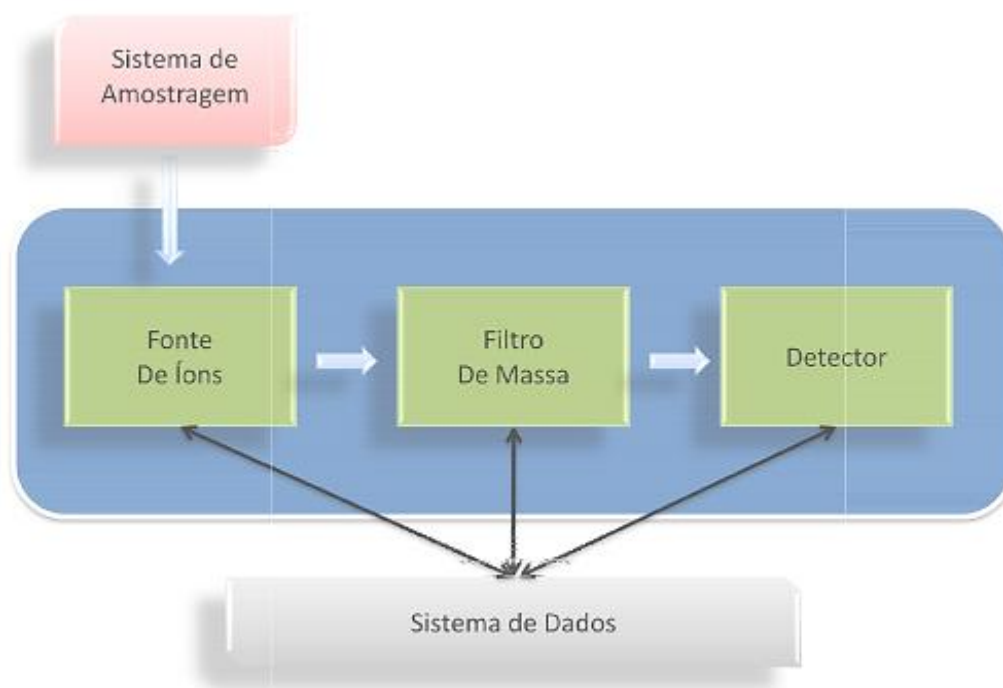 Sistema de
Amostragem
Fonte
De Íons
Filtro
De Massa
Detector
Sistema de Dados